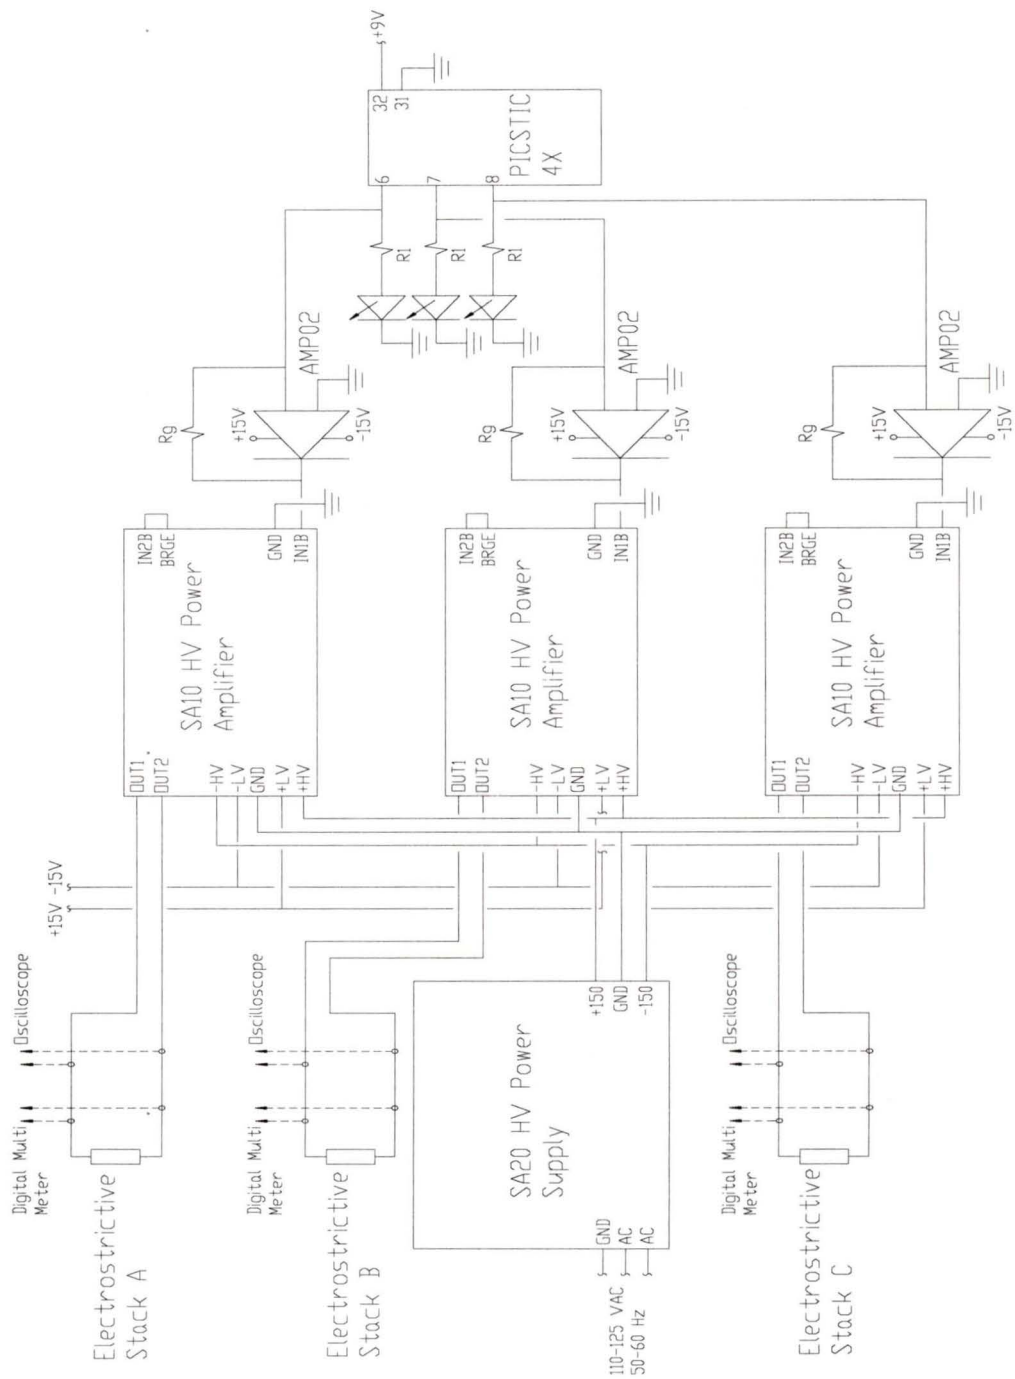 Electrostrictive
Stack A
Digital Multi
Meter
Oscilloscope
+15V
-15V
OUT1
OUT2
-HV
-LV
GND
+LV
+HV
SA10 HV Power
Amplifier
IN2B
BRGE
GND
IN1B
Rg
+15V
-15V
AMP02
Electrostrictive
Stack B
Digital Multi
Meter
Oscilloscope
OUT1
OUT2
-HV
-LV
GND
+LV
+HV
SA10 HV Power
Amplifier
IN2B
BRGE
GND
IN1B
Rg
+15V
-15V
AMP02
R1
R1
R1
6
7
8
32
31
PICSTIC
4X
+9V
110-125 VAC
50-60 Hz
GND
AC
AC
SA20 HV Power
Supply
+150
GND
-150
Electrostrictive
Stack C
Digital Multi
Meter
Oscilloscope
OUT1
OUT2
-HV
-LV
GND
+LV
+HV
SA10 HV Power
Amplifier
IN2B
BRGE
GND
IN1B
Rg
+15V
-15V
AMP02